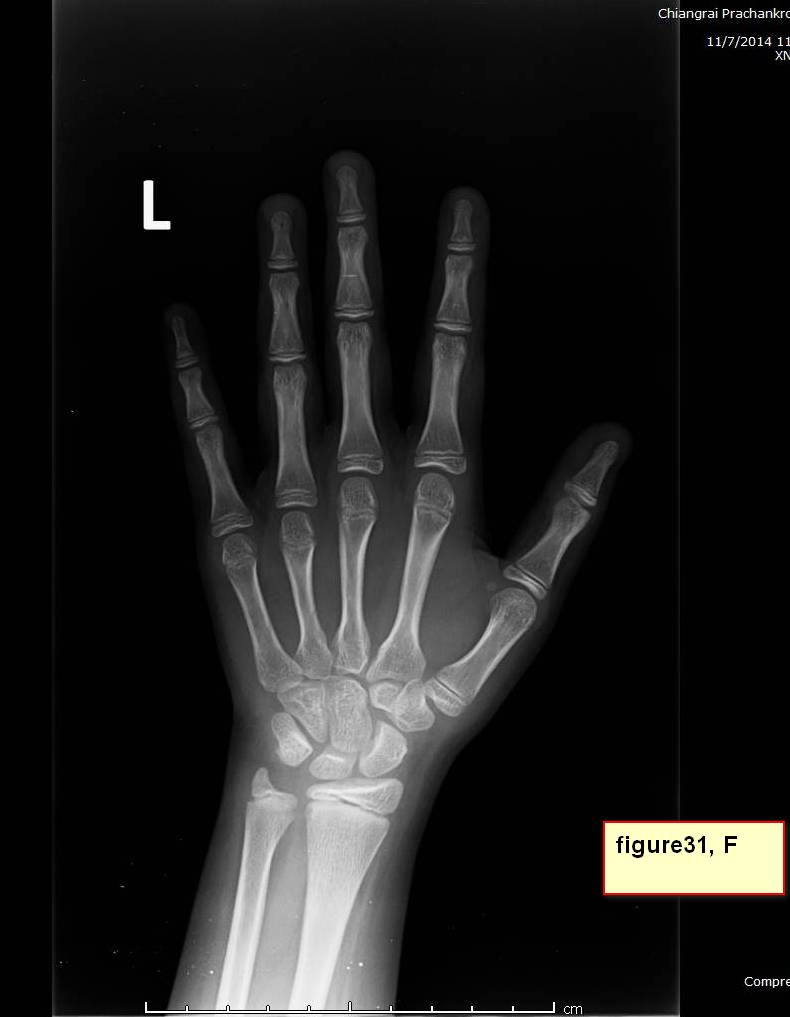 Chiangrai Prachankro
11/7/2014 11
XN
L
figure31, F
Compre
cm